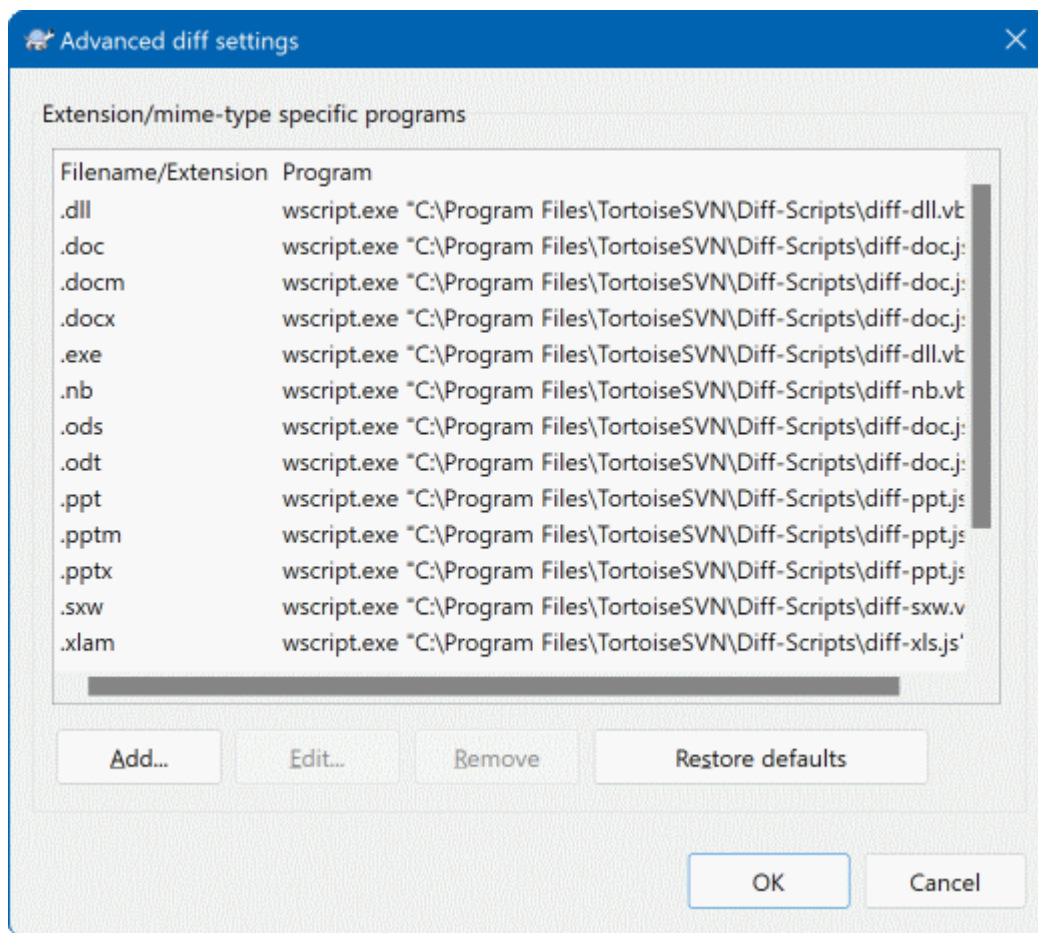 Advanced diff settings
Extension/mime-type specific programs
Filename/Extension Program
.dll wscript.exe "C:\Program Files\TortoiseSVN\Diff-Scripts\diff-dll.vb
.doc wscript.exe "C:\Program Files\TortoiseSVN\Diff-Scripts\diff-doc.js
.docm wscript.exe "C:\Program Files\TortoiseSVN\Diff-Scripts\diff-doc.js
.docx wscript.exe "C:\Program Files\TortoiseSVN\Diff-Scripts\diff-doc.js
.exe wscript.exe "C:\Program Files\TortoiseSVN\Diff-Scripts\diff-dll.vb
.nb wscript.exe "C:\Program Files\TortoiseSVN\Diff-Scripts\diff-nb.vb
.ods wscript.exe "C:\Program Files\TortoiseSVN\Diff-Scripts\diff-doc.js
.odt wscript.exe "C:\Program Files\TortoiseSVN\Diff-Scripts\diff-doc.js
.ppt wscript.exe "C:\Program Files\TortoiseSVN\Diff-Scripts\diff-ppt.js
.pptm wscript.exe "C:\Program Files\TortoiseSVN\Diff-Scripts\diff-ppt.js
.pptx wscript.exe "C:\Program Files\TortoiseSVN\Diff-Scripts\diff-ppt.js
.sxw wscript.exe "C:\Program Files\TortoiseSVN\Diff-Scripts\diff-sxw.v
.xlam wscript.exe "C:\Program Files\TortoiseSVN\Diff-Scripts\diff-xls.js"
Add... Edit... Remove Restore defaults
OK Cancel